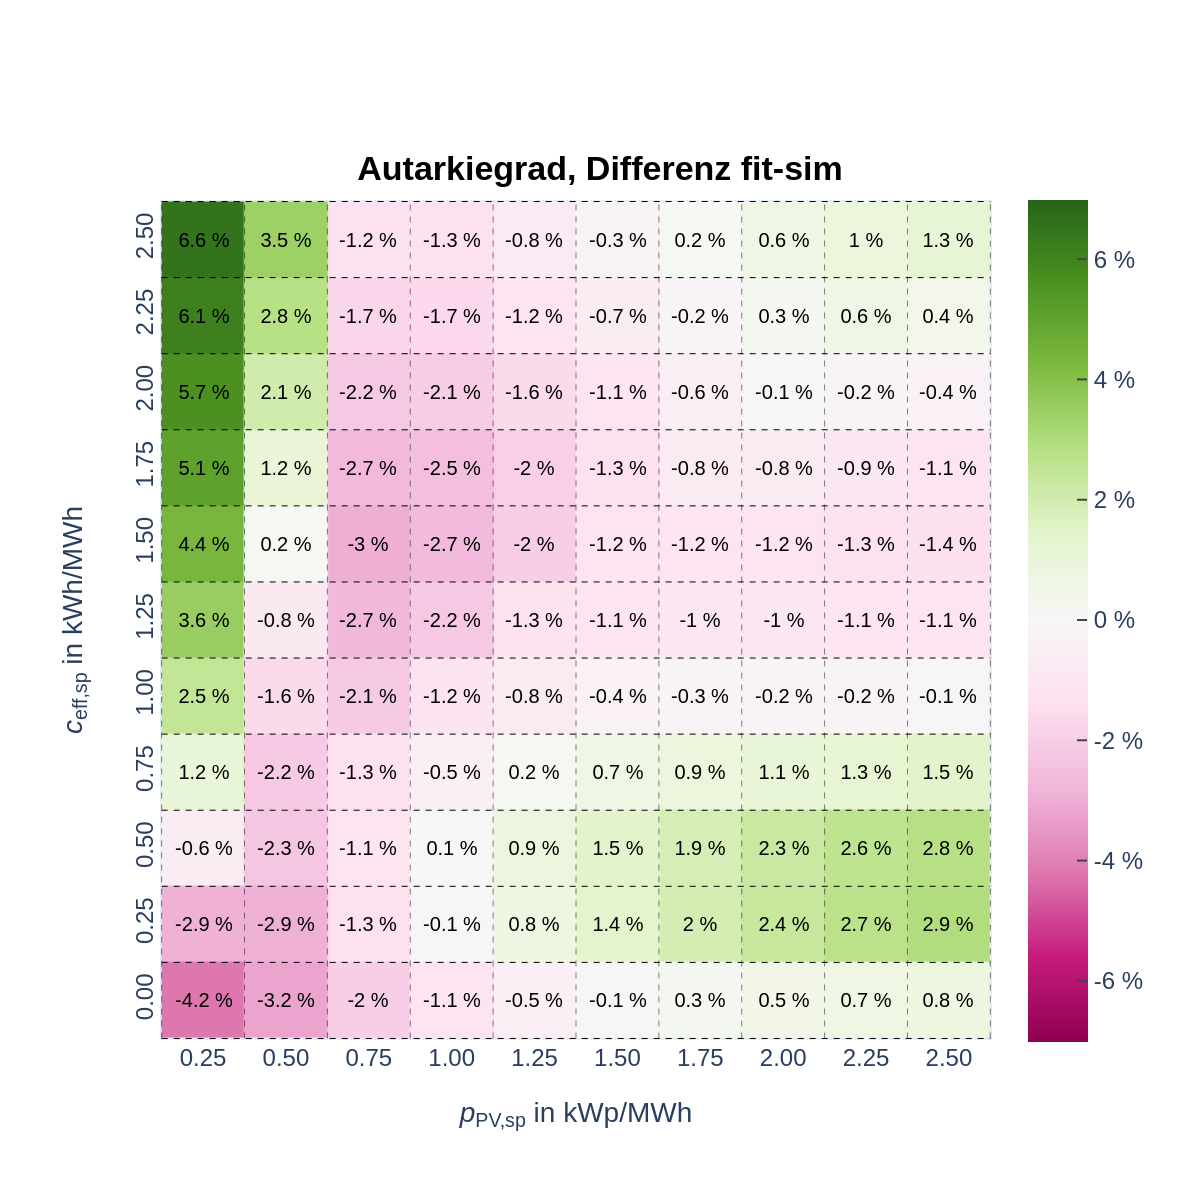 Autarkiegrad, Differenz fit-sim
2.50 6.6 % 3.5 % -1.2 % -1.3 % -0.8 % -0.3 % 0.2 % 0.6 % 1 % 1.3 %
2.25 6.1 % 2.8 % -1.7 % -1.7 % -1.2 % -0.7 % -0.2 % 0.3 % 0.6 % 0.4 %
2.00 5.7 % 2.1 % -2.2 % -2.1 % -1.6 % -1.1 % -0.6 % -0.1 % -0.2 % -0.4 %
1.75 5.1 % 1.2 % -2.7 % -2.5 % -2 % -1.3 % -0.8 % -0.8 % -0.9 % -1.1 %
1.50 4.4 % 0.2 % -3 % -2.7 % -2 % -1.2 % -1.2 % -1.2 % -1.3 % -1.4 %
1.25 3.6 % -0.8 % -2.7 % -2.2 % -1.3 % -1.1 % -1 % -1 % -1.1 % -1.1 %
1.00 2.5 % -1.6 % -2.1 % -1.2 % -0.8 % -0.4 % -0.3 % -0.2 % -0.2 % -0.1 %
0.75 1.2 % -2.2 % -1.3 % -0.5 % 0.2 % 0.7 % 0.9 % 1.1 % 1.3 % 1.5 %
0.50 -0.6 % -2.3 % -1.1 % 0.1 % 0.9 % 1.5 % 1.9 % 2.3 % 2.6 % 2.8 %
0.25 -2.9 % -2.9 % -1.3 % -0.1 % 0.8 % 1.4 % 2 % 2.4 % 2.7 % 2.9 %
0.00 -4.2 % -3.2 % -2 % -1.1 % -0.5 % -0.1 % 0.3 % 0.5 % 0.7 % 0.8 %
0.25 0.50 0.75 1.00 1.25 1.50 1.75 2.00 2.25 2.50
pPV,sp in kWp/MWh
ceff,sp in kWh/MWh
6 %
4 %
2 %
0 %
-2 %
-4 %
-6 %